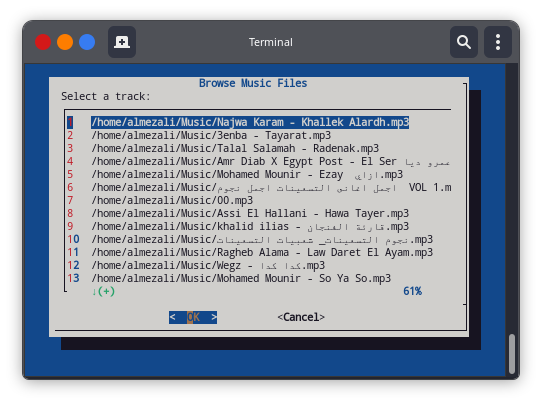 Terminal
Browse Music Files
Select a track:
1 /home/almezali/Music/Najwa Karam - Khallek Alardh.mp3
2 /home/almezali/Music/3enba - Tayarat.mp3
3 /home/almezali/Music/Talal Salamah - Radenak.mp3
4 /home/almezali/Music/Amr Diab X Egypt Post - El Ser عمرو ديا
5 /home/almezali/Music/Mohamed Mounir - Ezay ازاي.mp3
6 /home/almezali/Music/اجمل اغاني التسعينات اجمل نجوم VOL 1.m
7 /home/almezali/Music/OO.mp3
8 /home/almezali/Music/Assi El Hallani - Hawa Tayer.mp3
9 /home/almezali/Music/khalid ilias - قارئة الفنجان.mp3
10 /home/almezali/Music/نجوم التسعينات_ شعبيات التسعينات.mp3
11 /home/almezali/Music/Ragheb Alama - Law Daret El Ayam.mp3
12 /home/almezali/Music/Wegz - كدا كدا.mp3
13 /home/almezali/Music/Mohamed Mounir - So Ya So.mp3
↓(+) 61%
< OK > <Cancel>